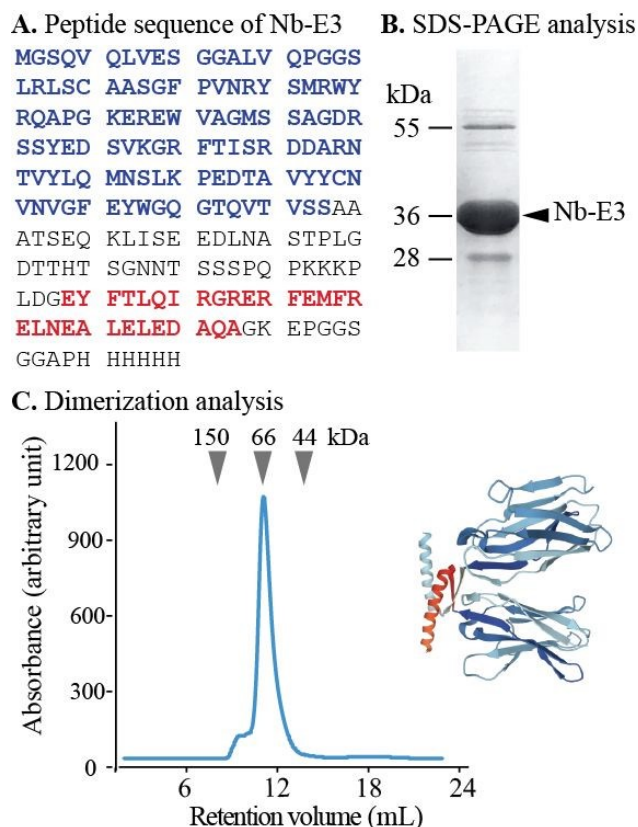 A. Peptide sequence of Nb-E3
MGSQV QLVES GGALV QPGGS
LRLSC AASGF PVNRY SMRWY
RQAPG KEREW VAGMS SAGDR
SSYED SVKGR FTISR DDARN
TVYLQ MNSLK PEDTA VYYCN
VNVGF EYWGQ GTQVT VSSAA
ATSEQ KLISE EDLNA STPLG
DTTHT SGNNT SSSPQ PKKKP
LDGEY FTLQI RGRER FEMFR
ELNEA LELED AQAGK EPGGS
GGAPH HHHHH
B. SDS-PAGE analysis
kDa
55
36
Nb-E3
28
C. Dimerization analysis
150 66 44 kDa
Absorbance (arbitrary unit)
1200
900
600
300
0
6 12 18 24
Retention volume (mL)